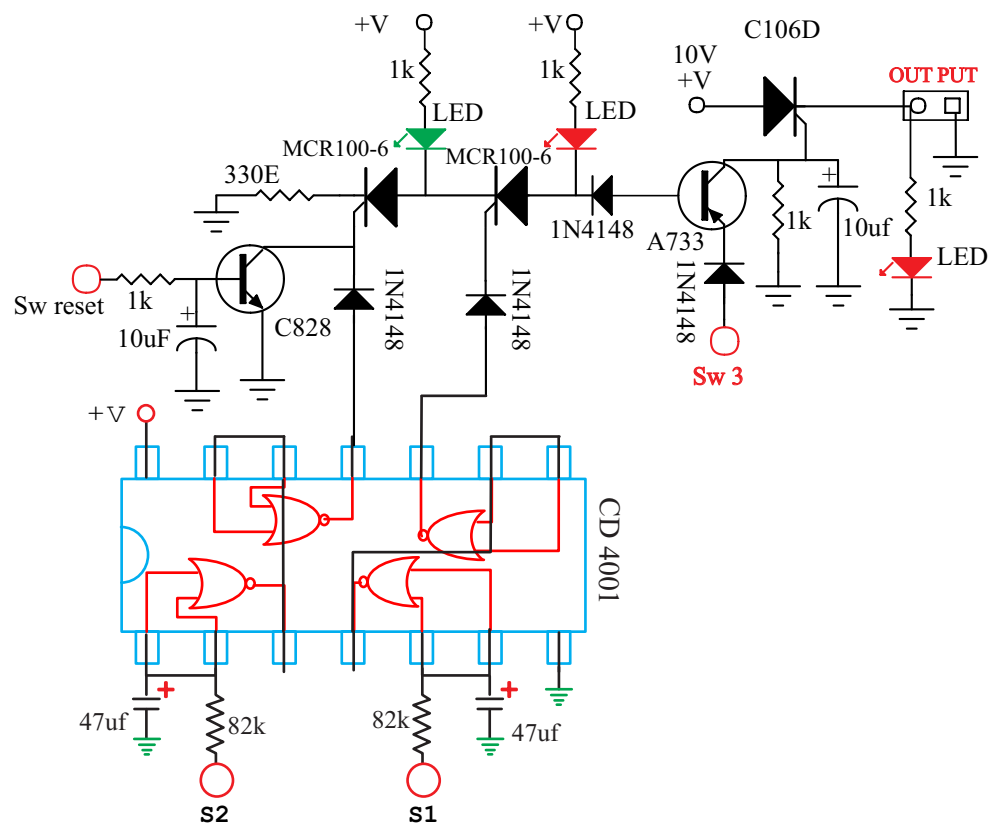 +V
+V
C106D
10V
+V
OUT PUT
1k
1k
LED
LED
MCR100-6
MCR100-6
330E
1N4148
A733
1k
10uf
1k
LED
Sw reset
1k
10uF
C828
1N4148
1N4148
1N4148
Sw 3
+V
CD 4001
47uf
82k
82k
47uf
S2
S1